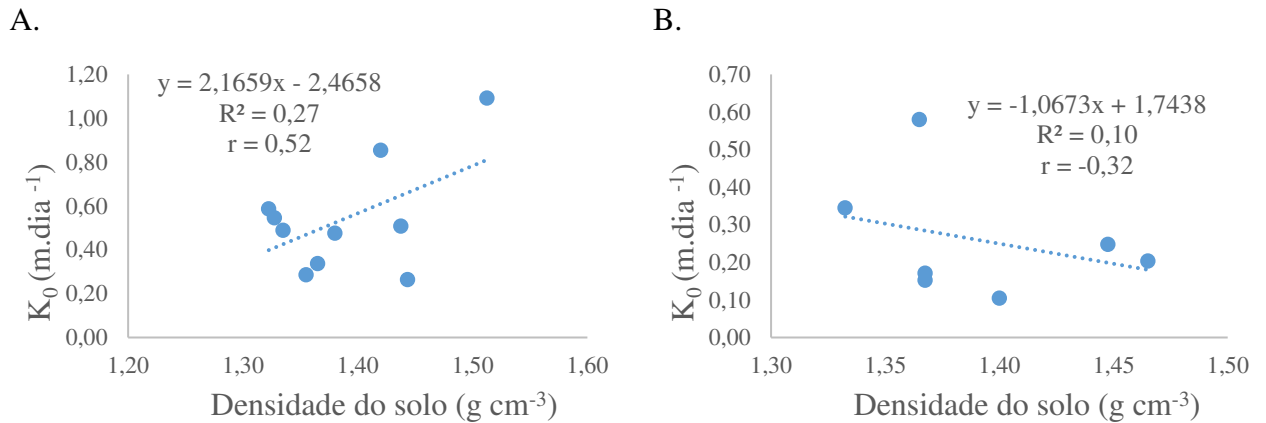 A.
y = 2,1659x - 2,4658
R² = 0,27
r = 0,52
1,20
1,00
0,80
0,60
0,40
0,20
0,00
K₀ (m.dia ⁻¹)
1,20 1,30 1,40 1,50 1,60
Densidade do solo (g cm⁻³)
B.
y = -1,0673x + 1,7438
R² = 0,10
r = -0,32
0,70
0,60
0,50
0,40
0,30
0,20
0,10
0,00
K₀ (m.dia ⁻¹)
1,30 1,35 1,40 1,45 1,50
Densidade do solo (g cm⁻³)